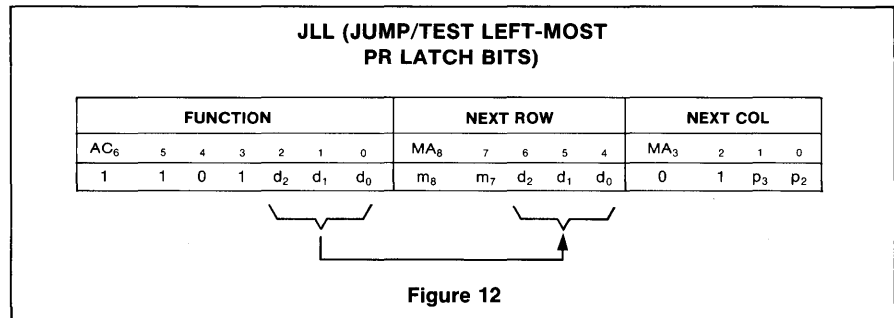 JLL (JUMP/TEST LEFT-MOST
PR LATCH BITS)
FUNCTION NEXT ROW NEXT COL
AC₆ 5 4 3 2 1 0 MA₈ 7 6 5 4 MA₃ 2 1 0
1 1 0 1 d₂ d₁ d₀ m₈ m₇ d₂ d₁ d₀ 0 1 p₃ p₂
Figure 12